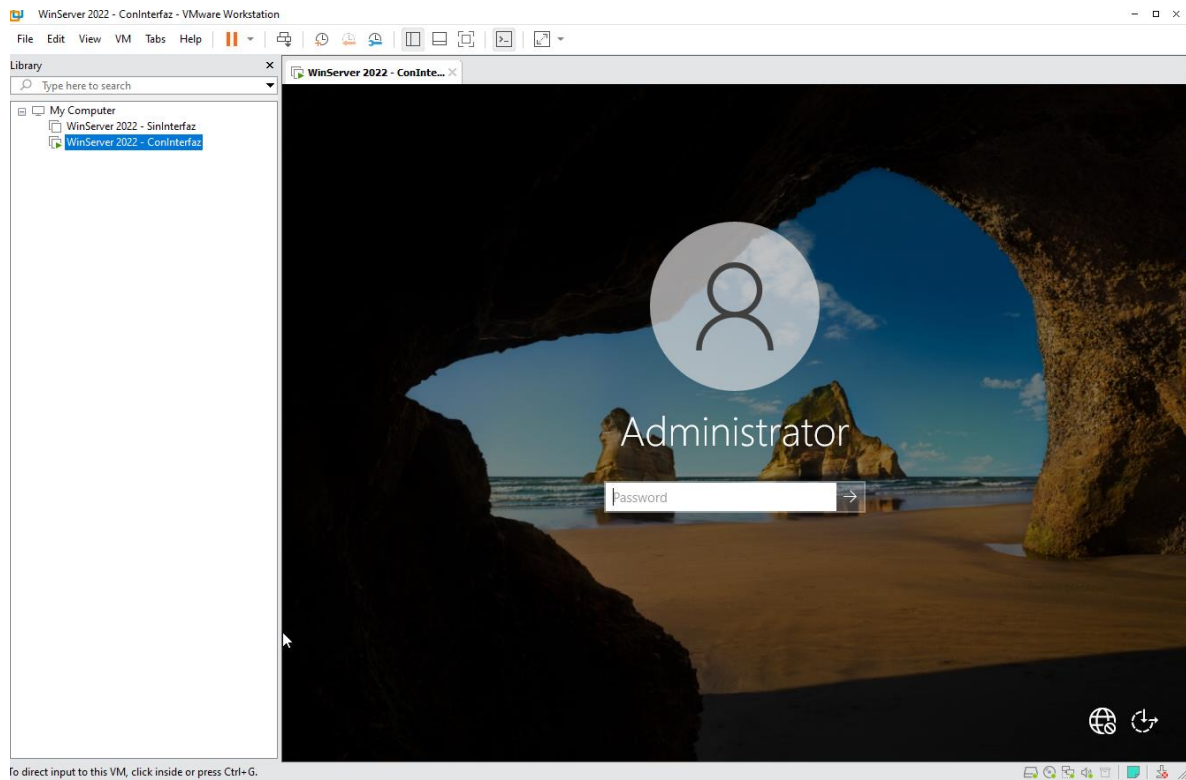 WinServer 2022 - ConInterfaz - VMware Workstation
File Edit View VM Tabs Help
Library
Type here to search
WinServer 2022 - ConInte...
My Computer
WinServer 2022 - SinInterfaz
WinServer 2022 - ConInterfaz
Administrator
Password
To direct input to this VM, click inside or press Ctrl+G.